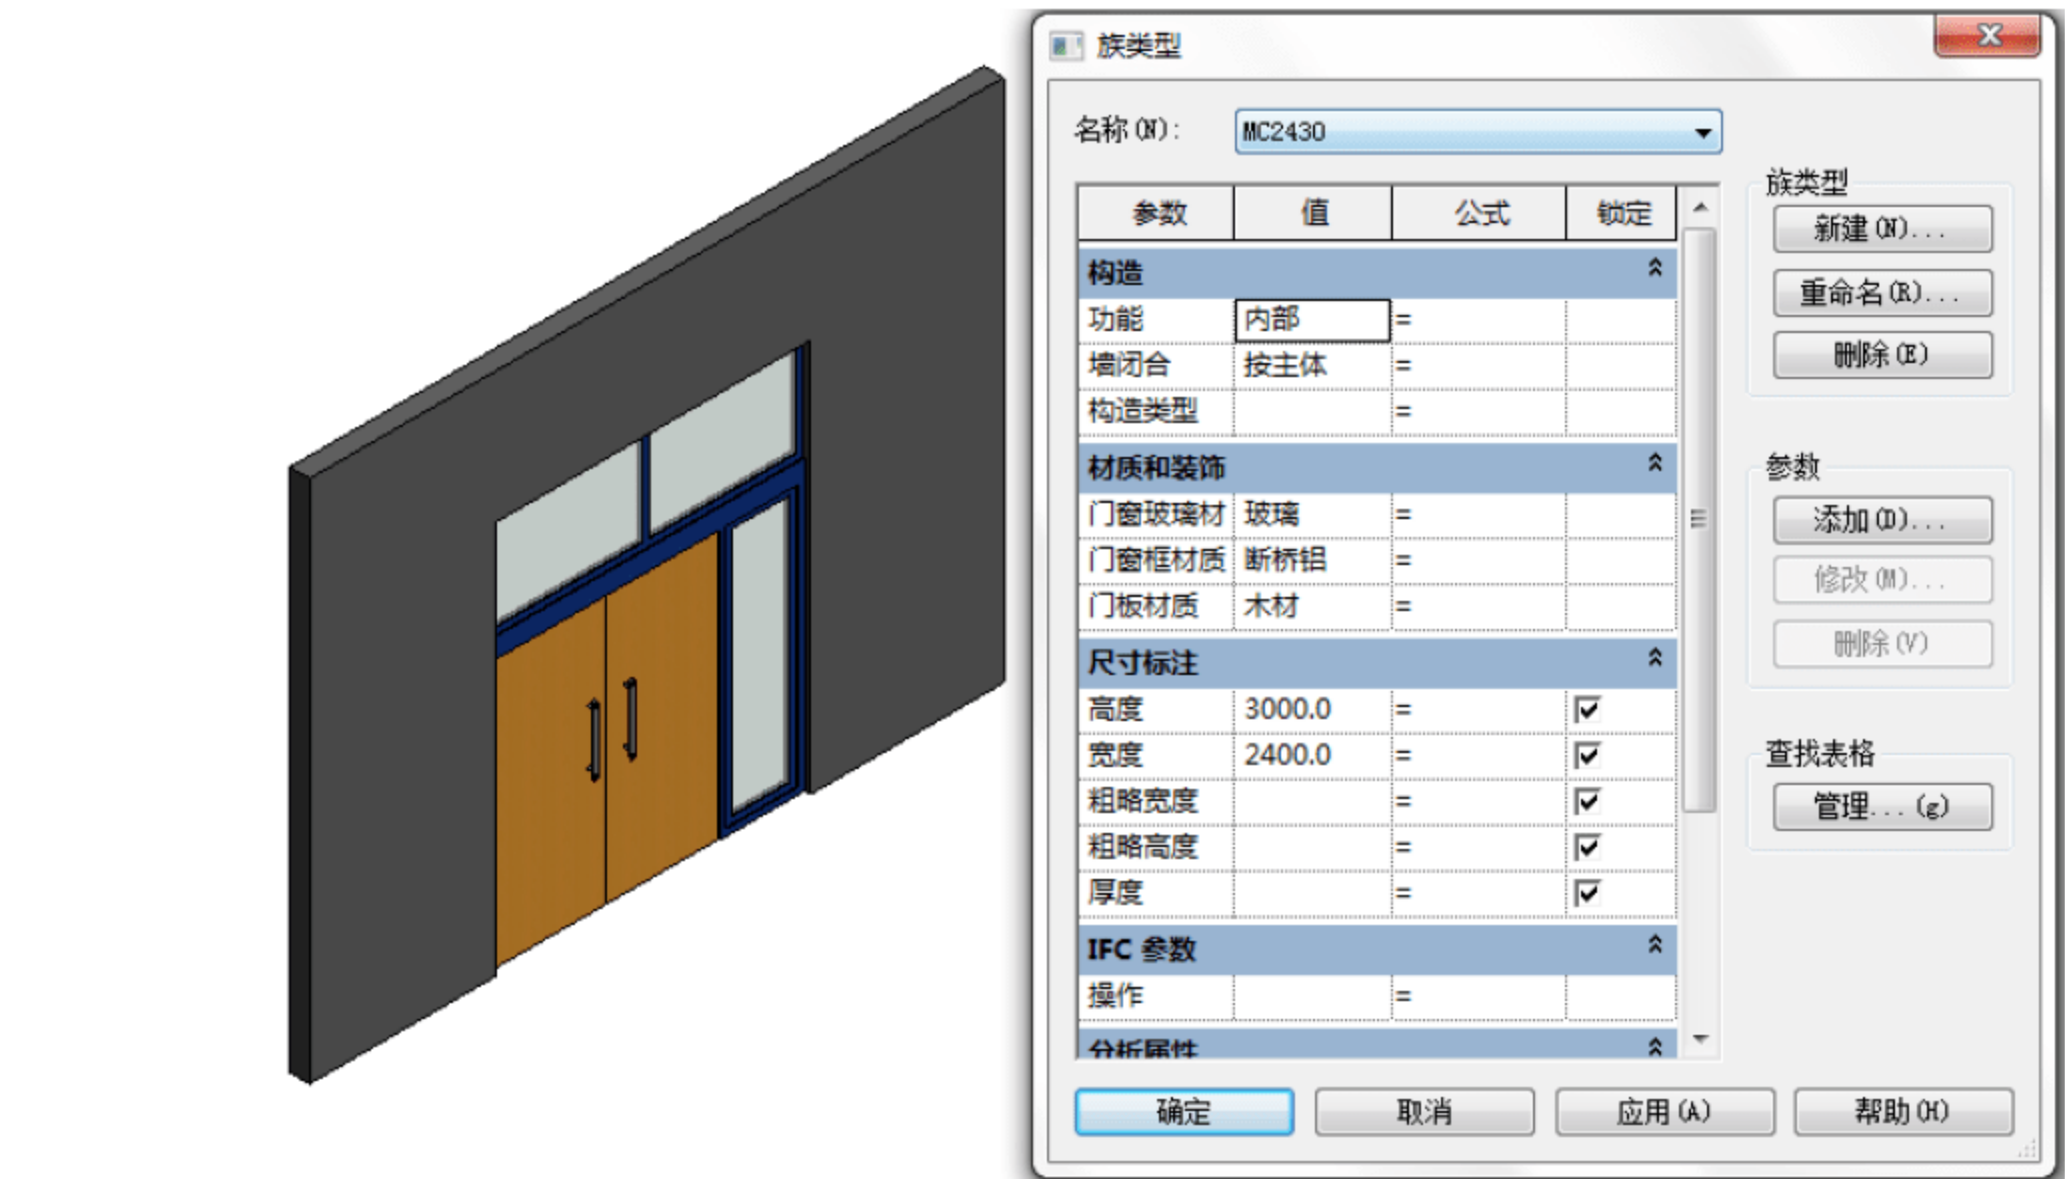 族类型
名称(N):
MC2430
参数 值 公式 锁定
构造
功能 内部 =
墙闭合 按主体 =
构造类型 =
材质和装饰
门窗玻璃材 玻璃 =
门窗框材质 断桥铝 =
门板材质 木材 =
尺寸标注
高度 3000.0 =
宽度 2400.0 =
粗略宽度 =
粗略高度 =
厚度 =
IFC 参数
操作 =
分析属性
族类型
新建(N)...
重命名(R)...
删除(E)
参数
添加(D)...
修改(M)...
删除(V)
查找表格
管理...(g)
确定 取消 应用(A) 帮助(H)